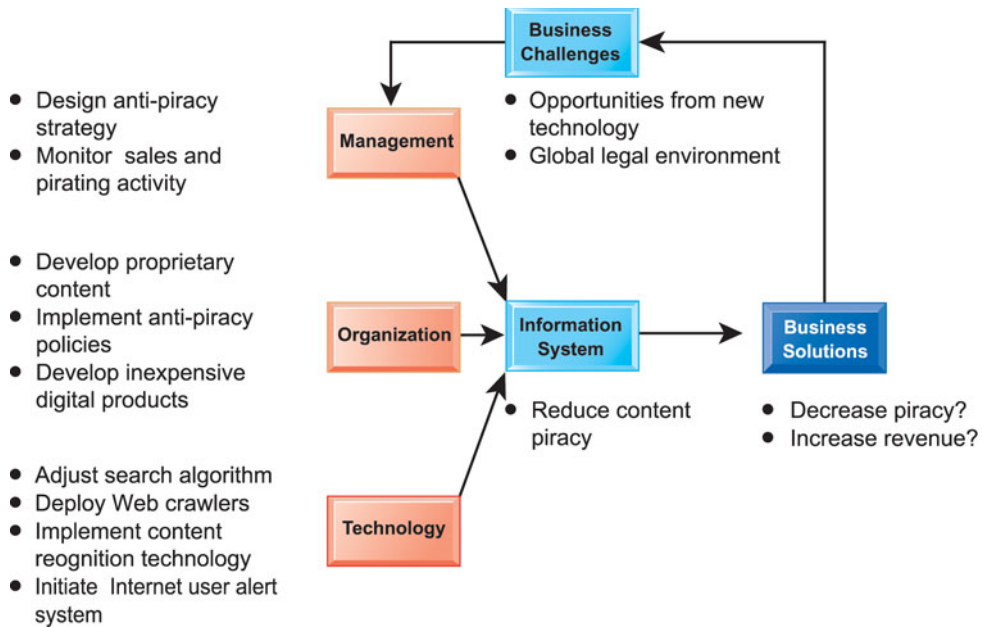 Business
Challenges
• Opportunities from new
technology
• Global legal environment
• Design anti-piracy
strategy
• Monitor sales and
pirating activity
Management
• Develop proprietary
content
• Implement anti-piracy
policies
• Develop inexpensive
digital products
Organization
Information
System
• Reduce content
piracy
Business
Solutions
• Decrease piracy?
• Increase revenue?
• Adjust search algorithm
• Deploy Web crawlers
• Implement content
reognition technology
• Initiate Internet user alert
system
Technology